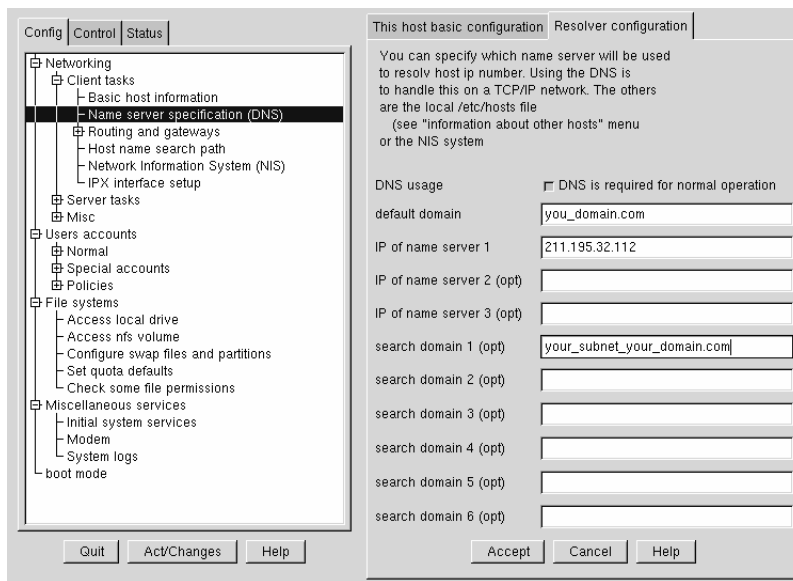 Config
Control
Status
Networking
Client tasks
Basic host information
Name server specification (DNS)
Routing and gateways
Host name search path
Network Information System (NIS)
IPX interface setup
Server tasks
Misc
Users accounts
Normal
Special accounts
Policies
File systems
Access local drive
Access nfs volume
Configure swap files and partitions
Set quota defaults
Check some file permissions
Miscellaneous services
Initial system services
Modem
System logs
boot mode
Quit
Act/Changes
Help
This host basic configuration
Resolver configuration
You can specify which name server will be used
to resolv host ip number. Using the DNS is
to handle this on a TCP/IP network. The others
are the local /etc/hosts file
(see "information about other hosts" menu
or the NIS system
DNS usage
DNS is required for normal operation
default domain
you_domain.com
IP of name server 1
211.195.32.112
IP of name server 2 (opt)
IP of name server 3 (opt)
search domain 1 (opt)
your_subnet_your_domain.com
search domain 2 (opt)
search domain 3 (opt)
search domain 4 (opt)
search domain 5 (opt)
search domain 6 (opt)
Accept
Cancel
Help